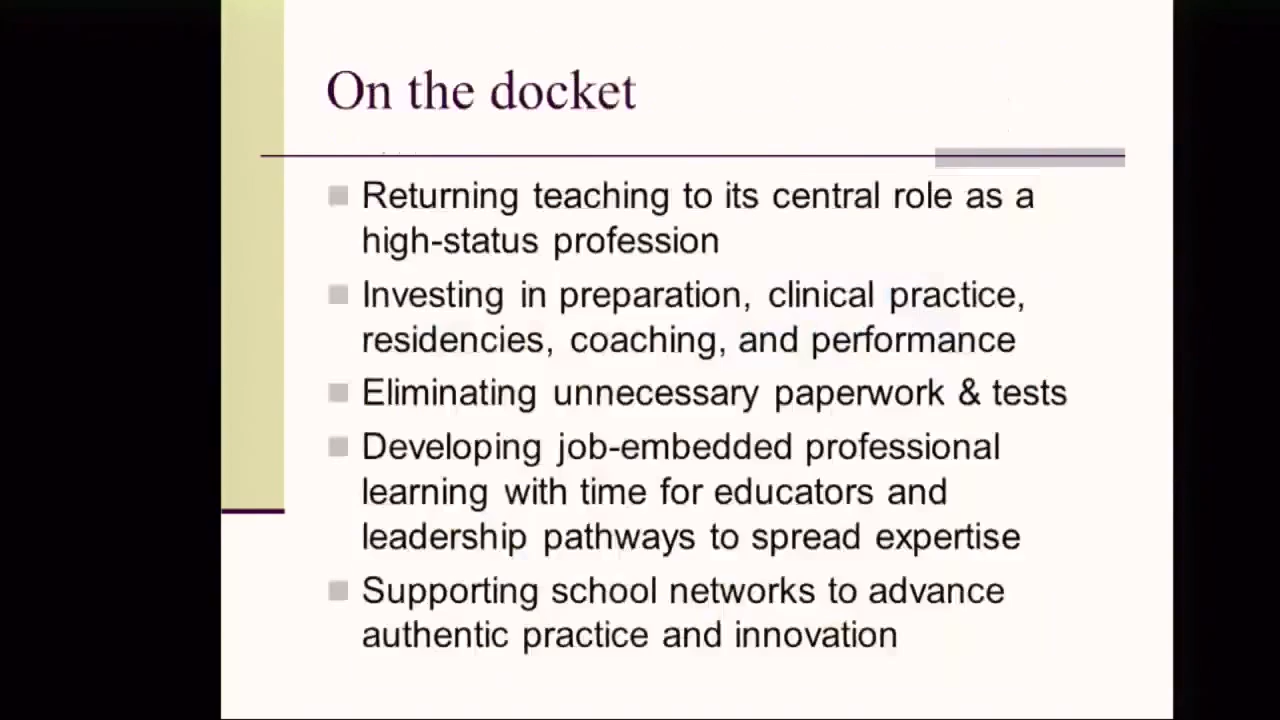 On the docket
Returning teaching to its central role as a
high-status profession
Investing in preparation, clinical practice,
residencies, coaching, and performance
Eliminating unnecessary paperwork & tests
Developing job-embedded professional
learning with time for educators and
leadership pathways to spread expertise
Supporting school networks to advance
authentic practice and innovation